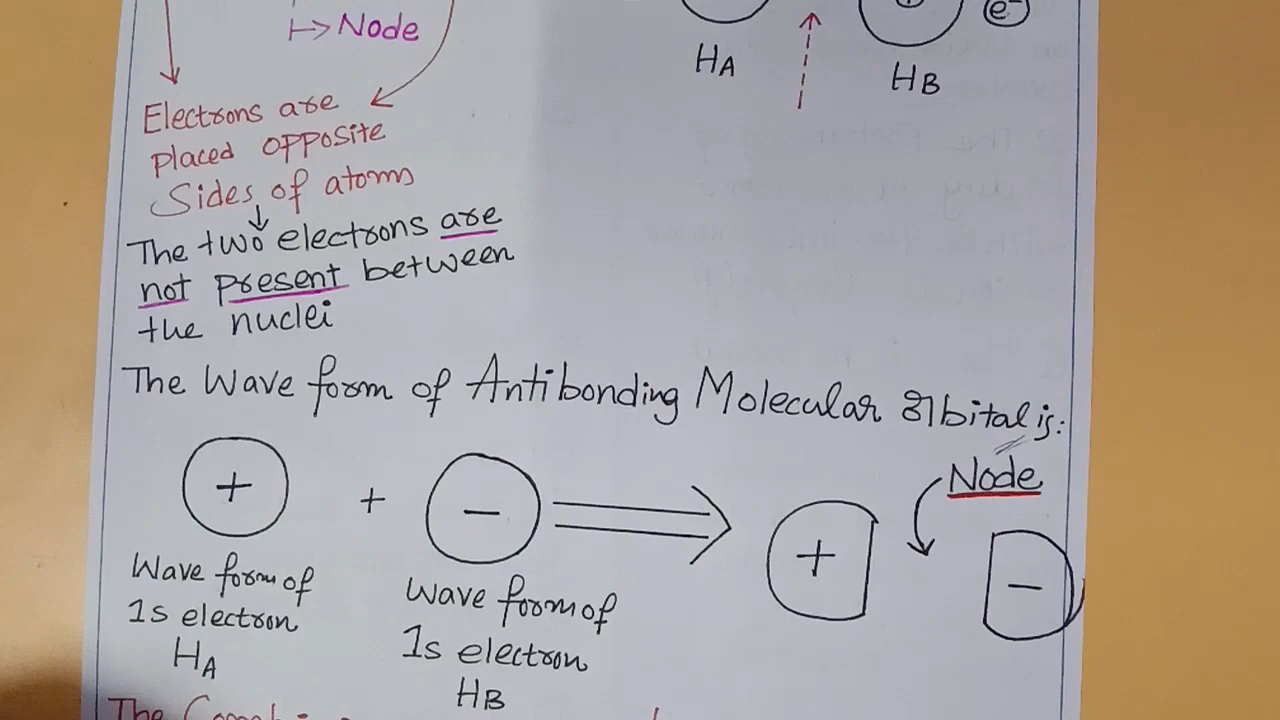 ↦ Node
e⁻
HA
HB
Electrons are
placed opposite
Sides of atoms
The two electrons are
not present between
the nuclei
The Wave form of Antibonding Molecular Orbital is:
Node
+ + - + -
Wave form of
1s electron
HA
Wave form of
1s electron
HB
The